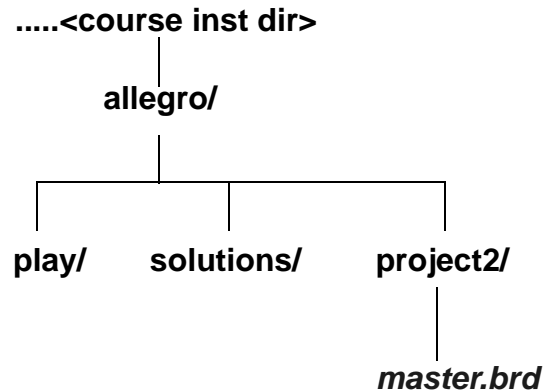 .....<course inst dir>
allegro/
play/ solutions/ project2/
master.brd